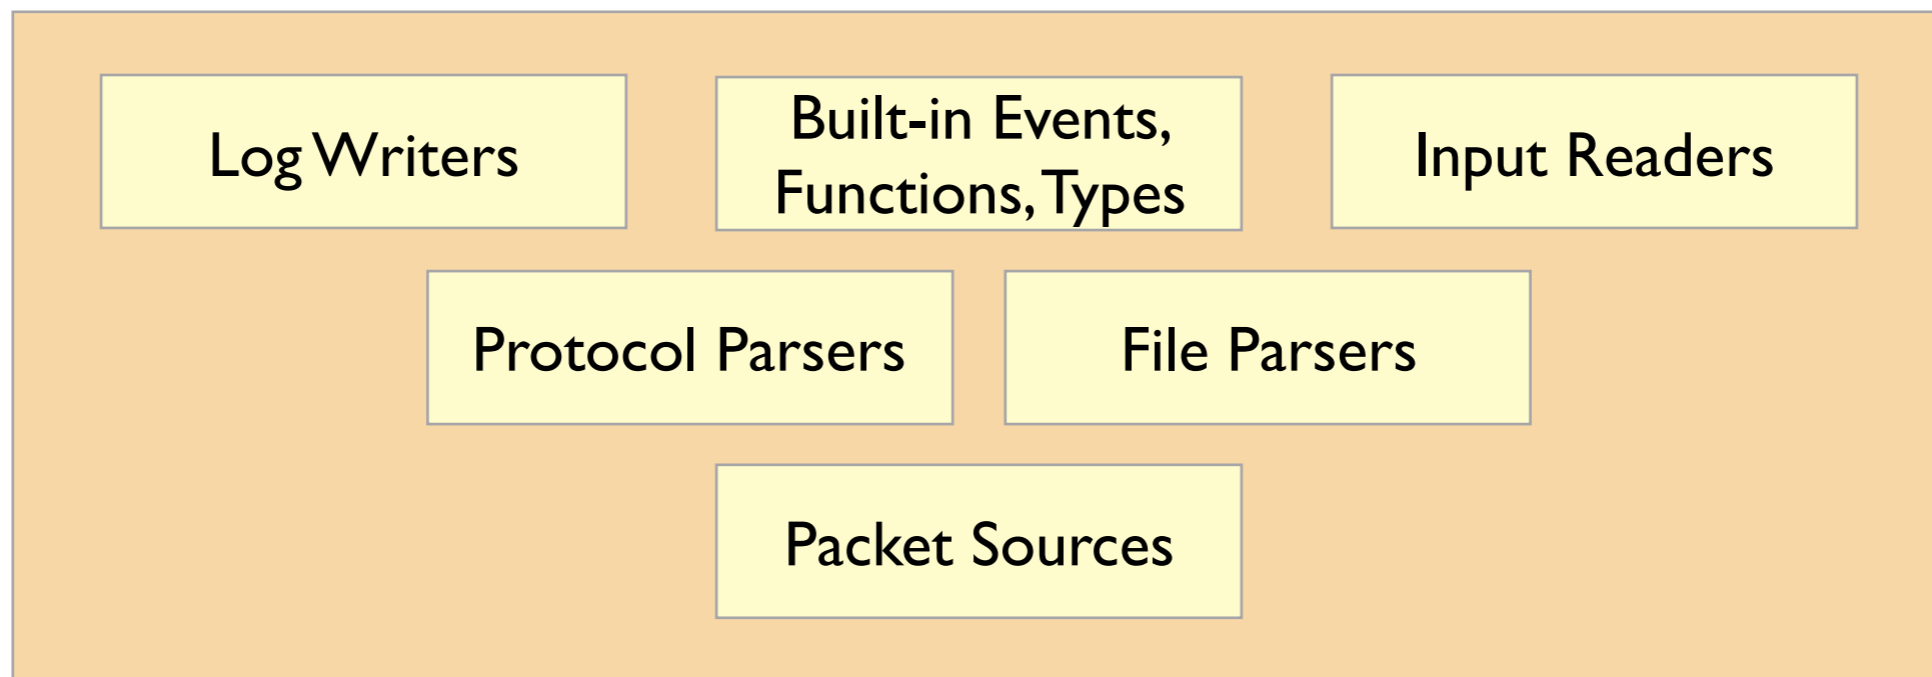 Log Writers
Built-in Events,
Functions, Types
Input Readers
Protocol Parsers
File Parsers
Packet Sources